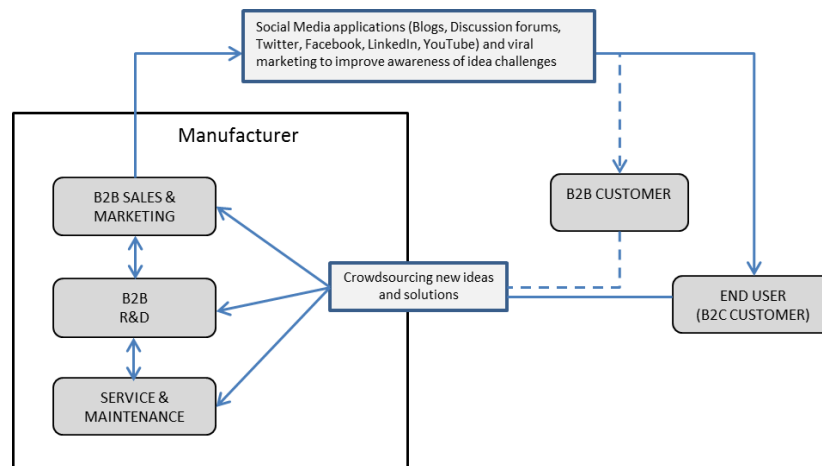 Social Media applications (Blogs, Discussion forums,
Twitter, Facebook, LinkedIn, YouTube) and viral
marketing to improve awareness of idea challenges
Manufacturer
B2B SALES &
MARKETING
B2B CUSTOMER
Crowdsourcing new ideas
and solutions
B2B
R&D
END USER
(B2C CUSTOMER)
SERVICE &
MAINTENANCE